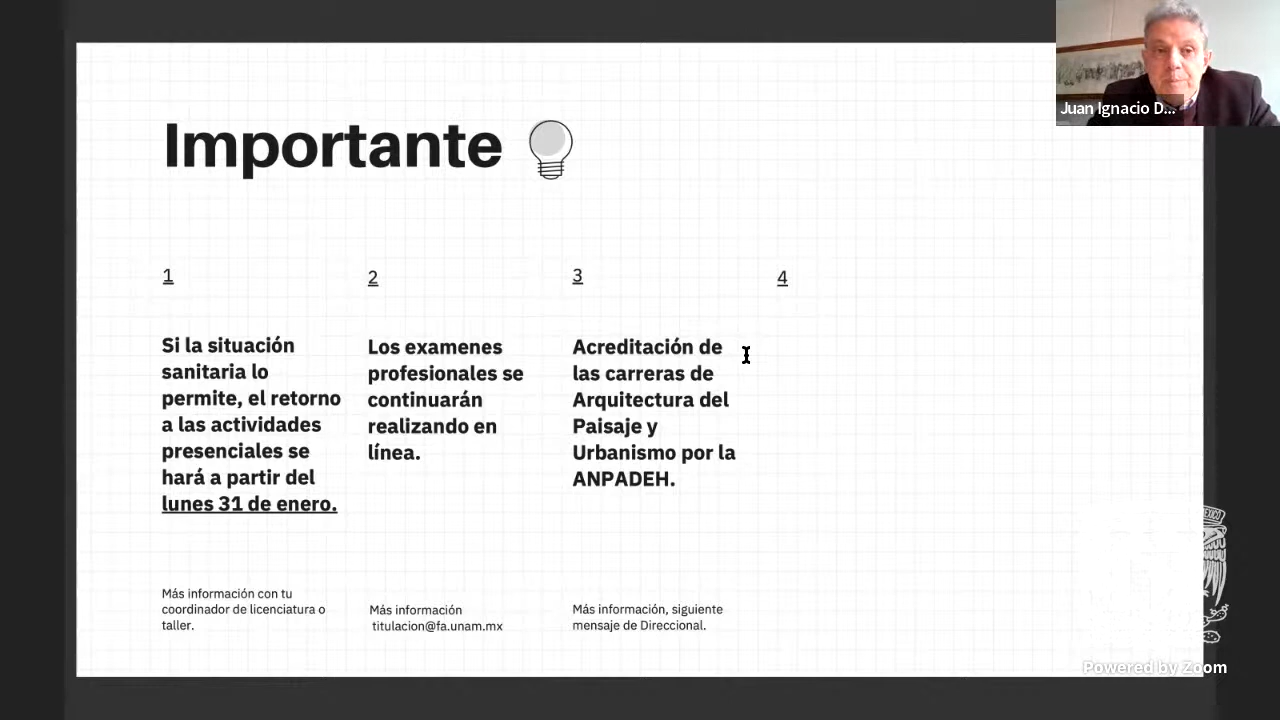 Juan Ignacio D...
Importante
1
Si la situación
sanitaria lo
permite, el retorno
a las actividades
presenciales se
hará a partir del
lunes 31 de enero.
Más información con tu
coordinador de licenciatura o
taller.
2
Los examenes
profesionales se
continuarán
realizando en
línea.
Más información
titulacion@fa.unam.mx
3
Acreditación de
las carreras de
Arquitectura del
Paisaje y
Urbanismo por la
ANPADEH.
Más información, siguiente
mensaje de Direccional.
4
Powered by Zoom